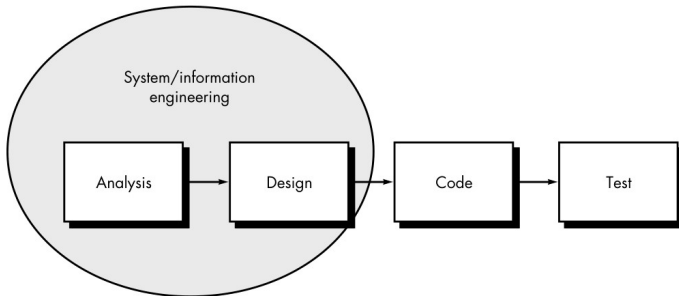 System/information
engineering
Analysis
Design
Code
Test